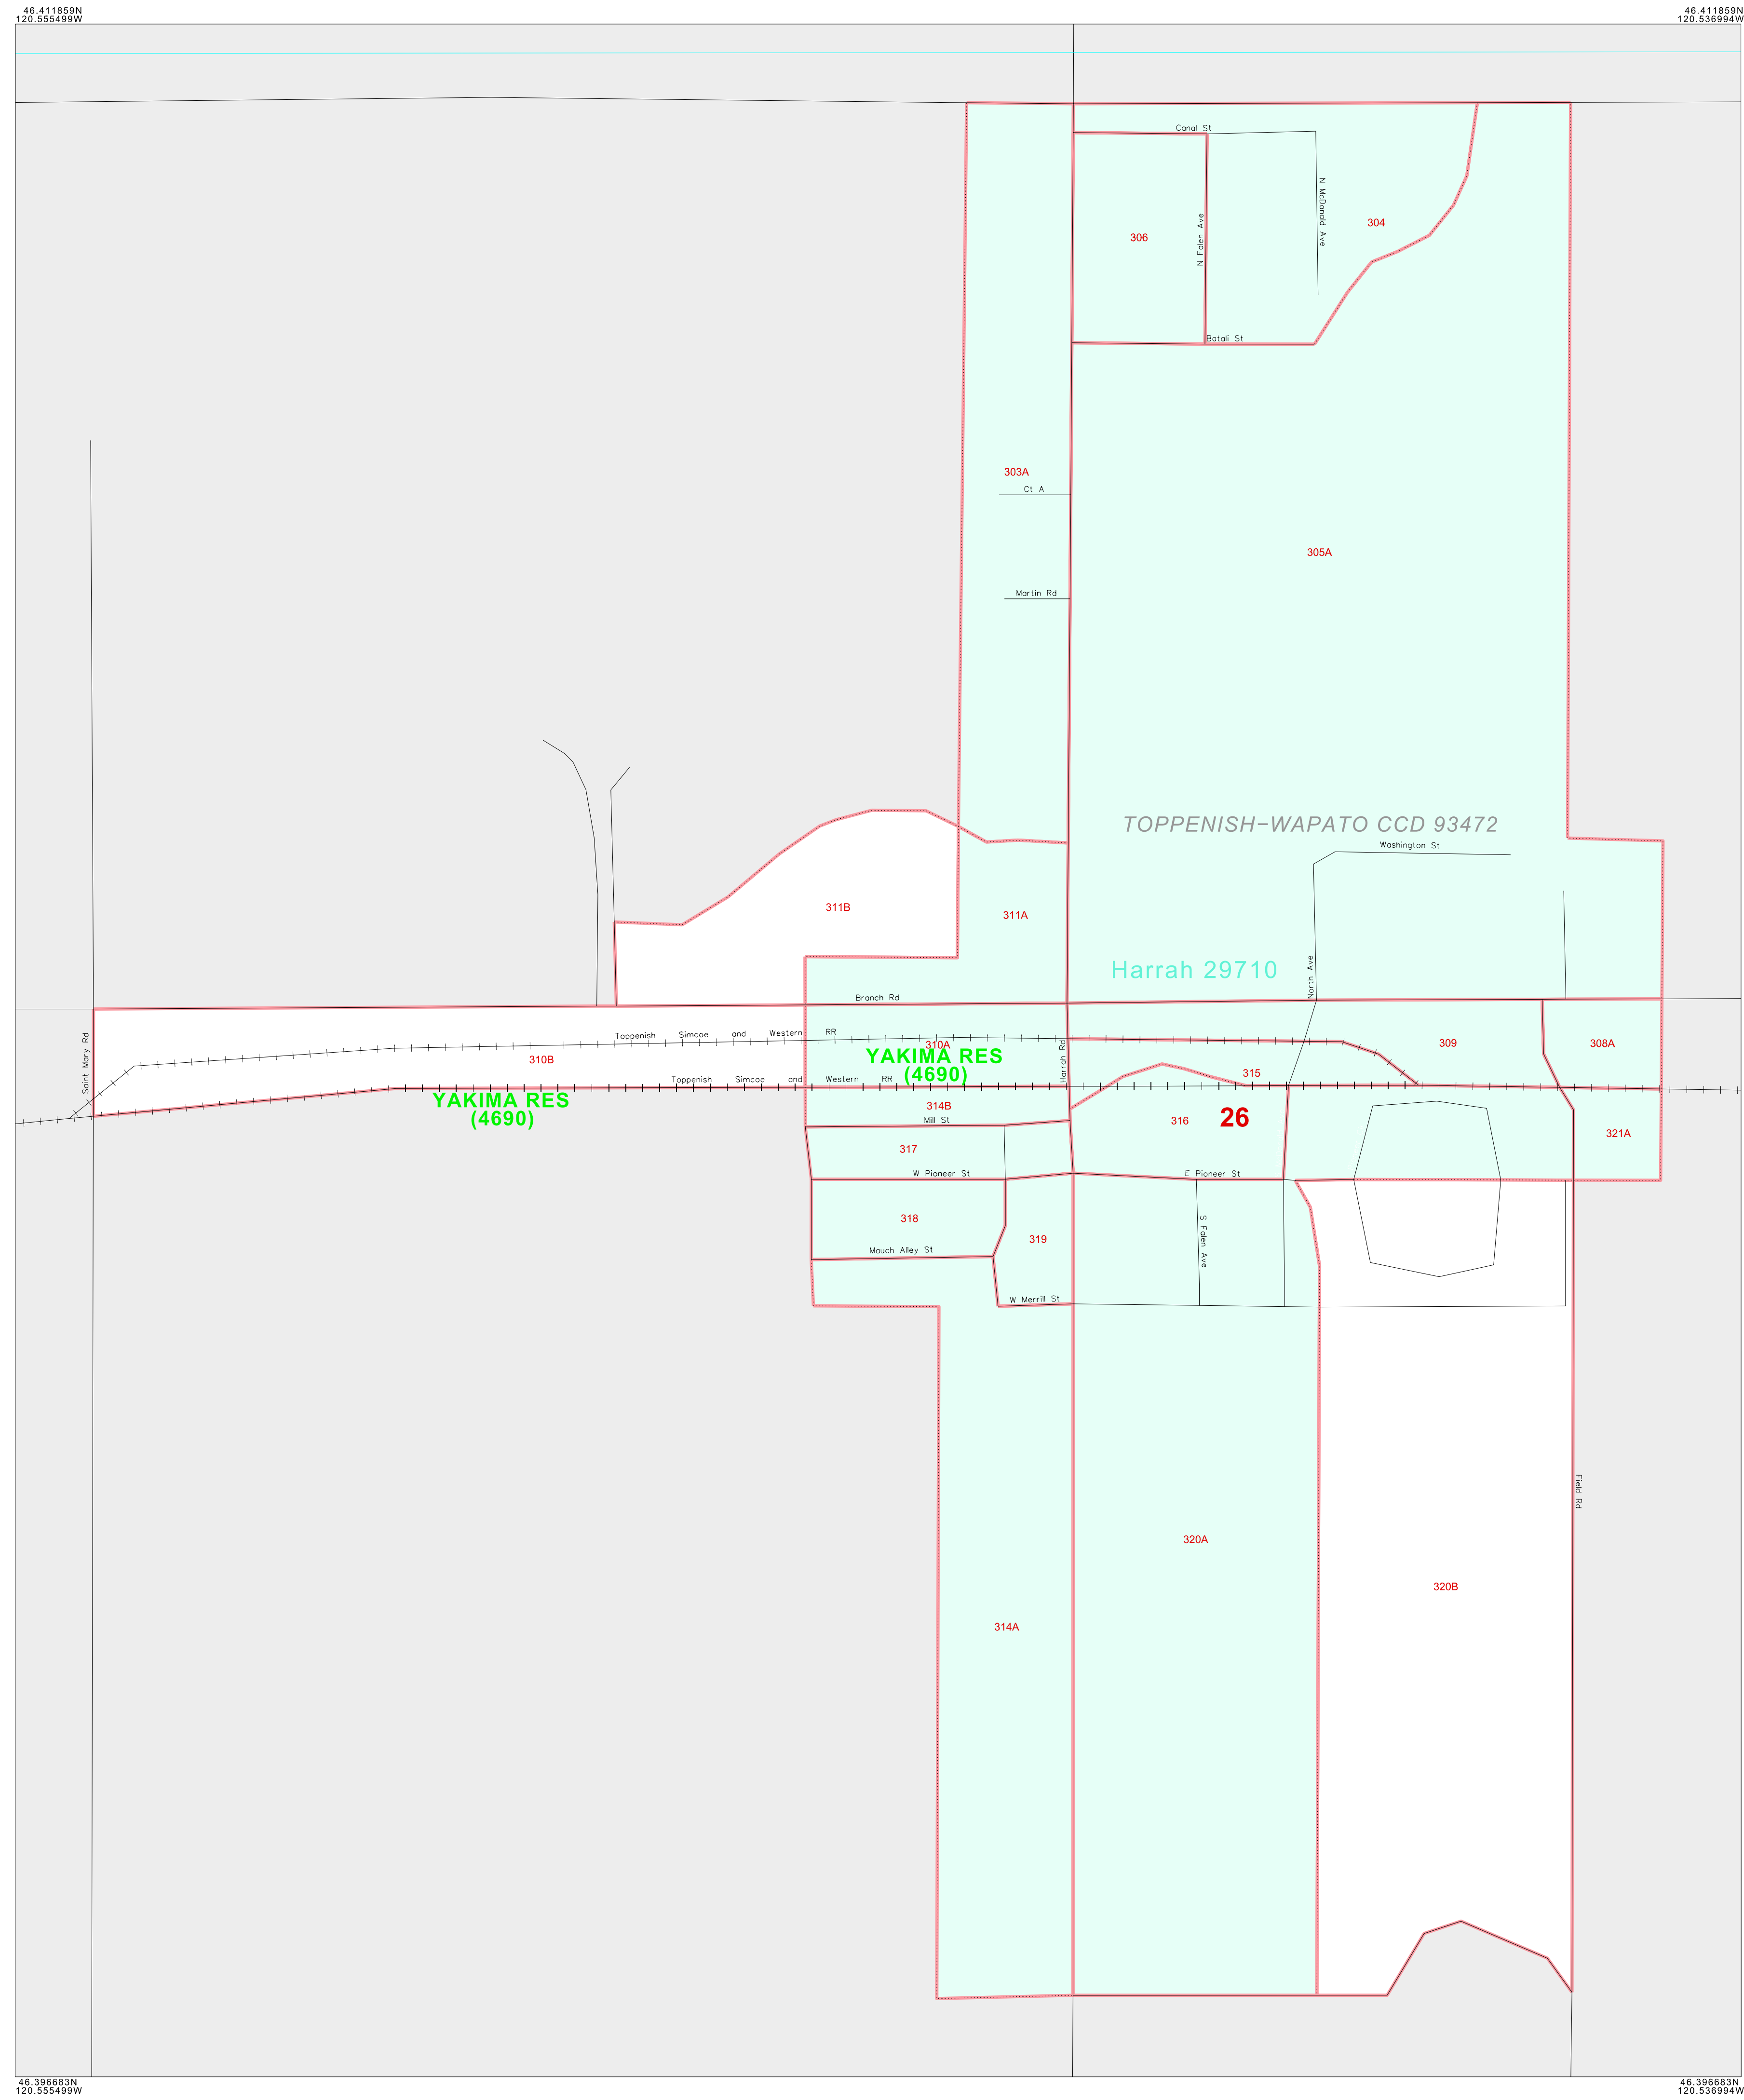 46.411859N
120.555499W
46.411859N
120.536994W
Canal St
N McDonald Ave
304
306
N Falen Ave
Batali St
303A
Ct A
305A
Martin Rd
TOPPENISH-WAPATO CCD 93472
Washington St
311B
311A
Harrah 29710
North Ave
Branch Rd
Saint Mary Rd
Toppenish Simcoe and Western RR
310B
310A
Harrah Rd
309
308A
YAKIMA RES
(4690)
315
Toppenish Simcoe and Western RR
YAKIMA RES
(4690)
314B
Mill St
316
26
321A
317
W Pioneer St
E Pioneer St
318
319
S Falen Ave
Mauch Alley St
W Merrill St
Field Rd
320A
320B
314A
46.396683N
120.555499W
46.396683N
120.536994W